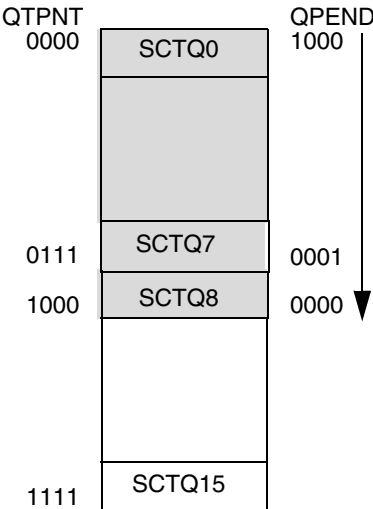 QTPNT QPEND
0000 SCTQ0 1000
0111 SCTQ7 0001
1000 SCTQ8 0000
1111 SCTQ15